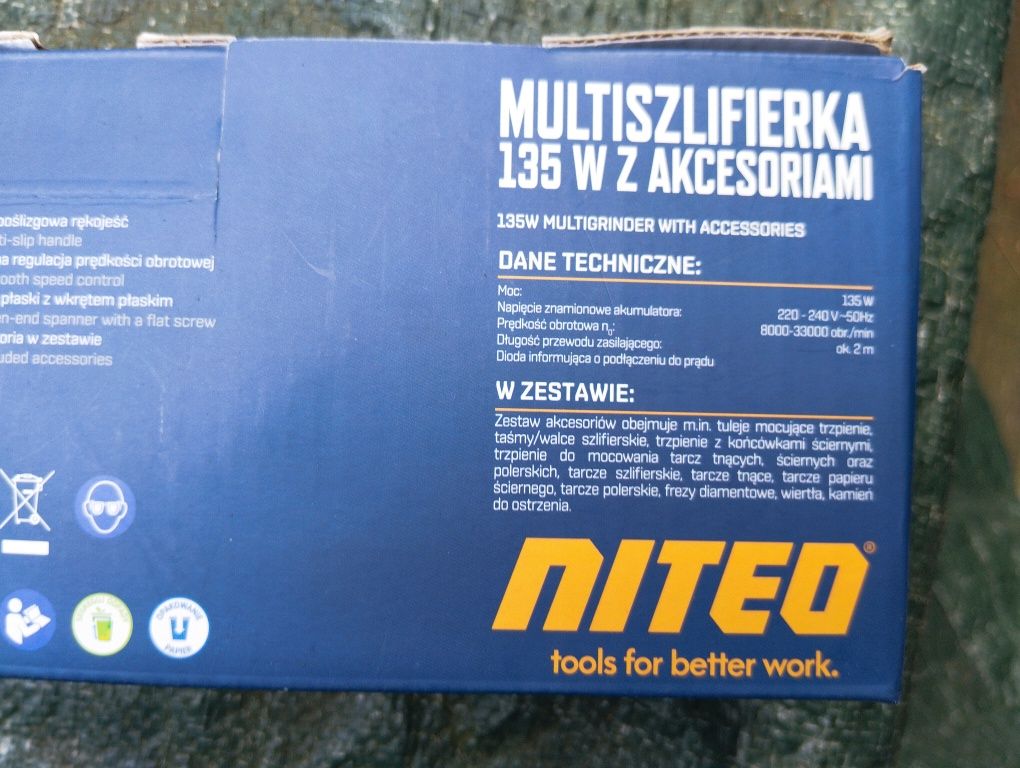 poślizgowa rękojeść
ti-slip handle
na regulacja prędkości obrotowej
ooth speed control
płaski z wkrętem płaskim
en-end spanner with a flat screw
oria w zestawie
uded accessories
OPAKOWANIE
PAPIER
MULTISZLIFIERKA
135 W Z AKCESORIAMI
135W MULTIGRINDER WITH ACCESSORIES
DANE TECHNICZNE:
Moc: 135 W
Napięcie znamionowe akumulatora: 220 - 240 V ~50Hz
Prędkość obrotowa n₀: 8000-33000 obr./min
Długość przewodu zasilającego: ok. 2 m
Dioda informująca o podłączeniu do prądu
W ZESTAWIE:
Zestaw akcesoriów obejmuje m.in. tuleje mocujące trzpienie,
taśmy/walce szlifierskie, trzpienie z końcówkami ściernymi,
trzpienie do mocowania tarcz tnących, ściernych oraz
polerskich, tarcze szlifierskie, tarcze tnące, tarcze papieru
ściernego, tarcze polerskie, frezy diamentowe, wiertła, kamień
do ostrzenia.
NITEO®
tools for better work.